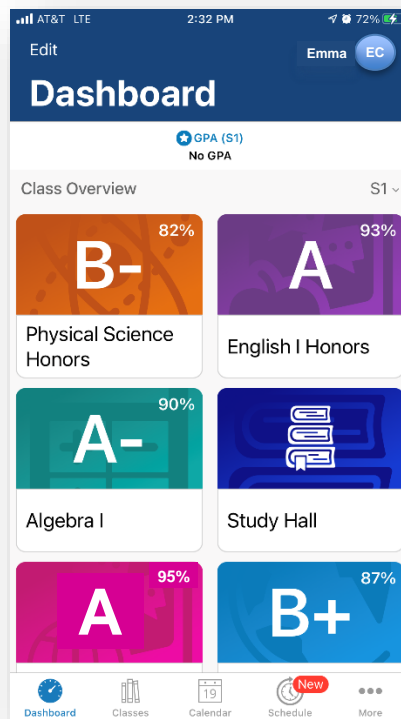 AT&T LTE 2:32 PM 72%
Edit
Emma EC
Dashboard
GPA (S1)
No GPA
Class Overview S1
82% 93%
B- A
Physical Science
Honors
English I Honors
90%
A-
Algebra I Study Hall
95% 87%
A B+
19 New
Dashboard Classes Calendar Schedule More